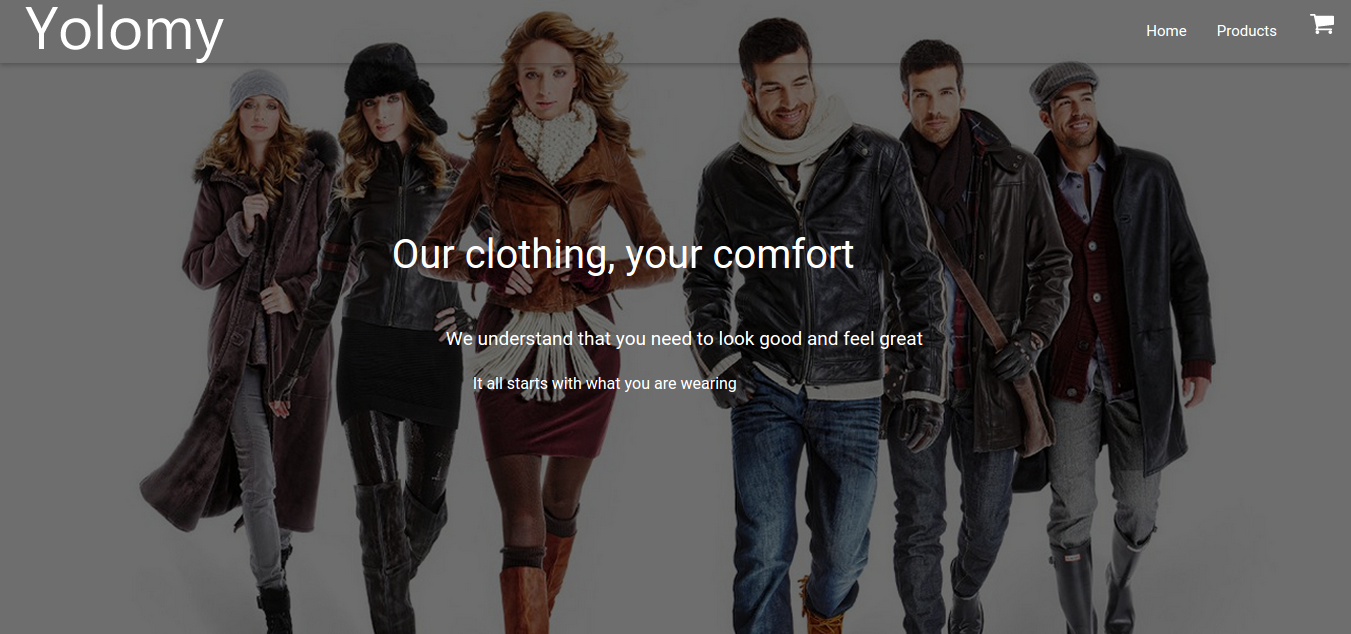 Yolomy
Home Products
Our clothing, your comfort
We understand that you need to look good and feel great
It all starts with what you are wearing